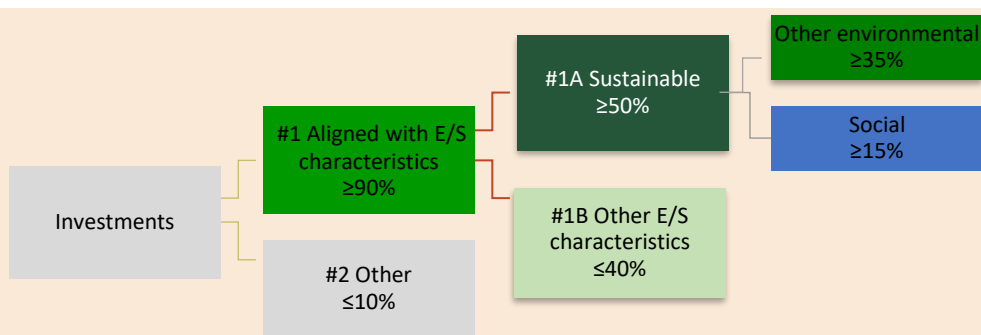 Investments
#1 Aligned with E/S
characteristics
≥90%
#2 Other
≤10%
#1A Sustainable
≥50%
#1B Other E/S
characteristics
≤40%
Other environmental
≥35%
Social
≥15%